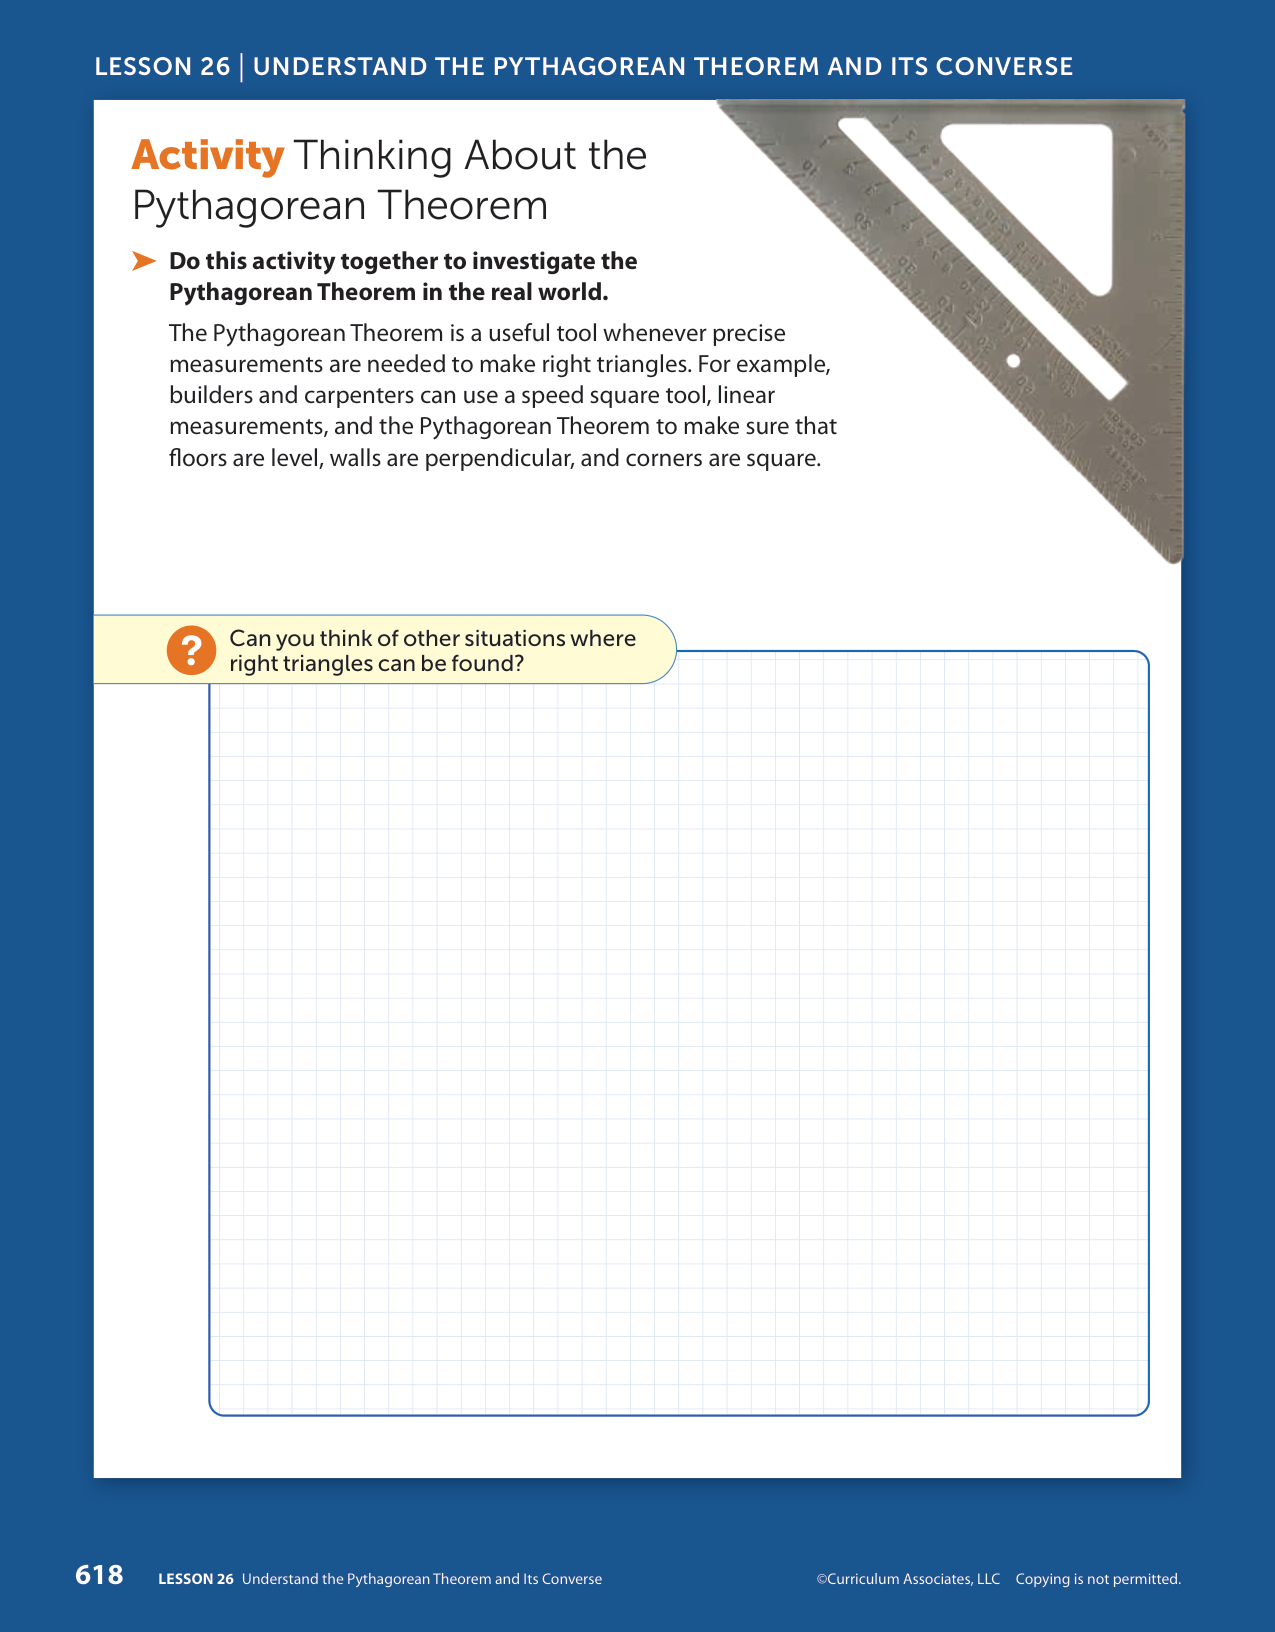 LESSON 26 | UNDERSTAND THE PYTHAGOREAN THEOREM AND ITS CONVERSE
Activity Thinking About the
Pythagorean Theorem
➤ Do this activity together to investigate the
Pythagorean Theorem in the real world.
The Pythagorean Theorem is a useful tool whenever precise
measurements are needed to make right triangles. For example,
builders and carpenters can use a speed square tool, linear
measurements, and the Pythagorean Theorem to make sure that
floors are level, walls are perpendicular, and corners are square.
? Can you think of other situations where
right triangles can be found?
618 LESSON 26 Understand the Pythagorean Theorem and Its Converse ©Curriculum Associates, LLC Copying is not permitted.